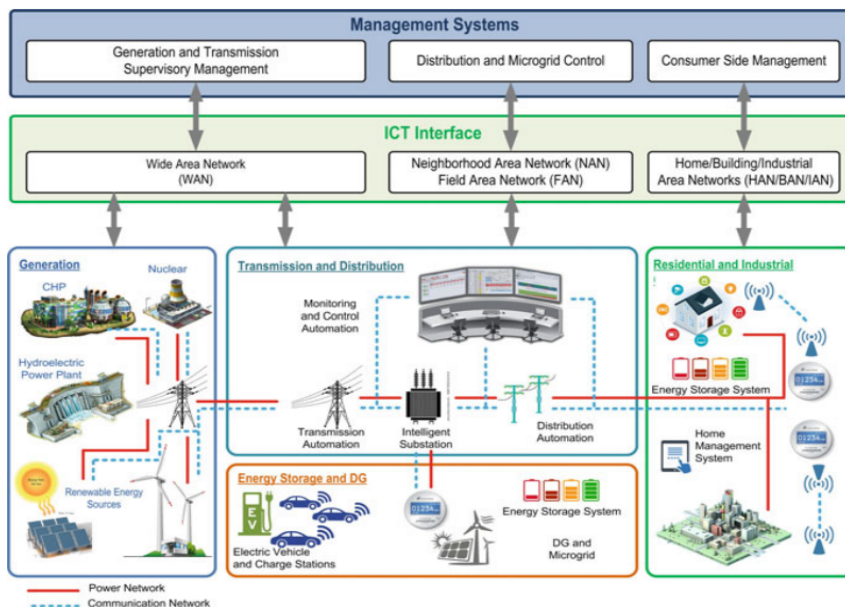 Management Systems
Generation and Transmission
Supervisory Management
Distribution and Microgrid Control
Consumer Side Management
ICT Interface
Wide Area Network
(WAN)
Neighborhood Area Network (NAN)
Field Area Network (FAN)
Home/Building/Industrial
Area Networks (HAN/BAN/IAN)
Generation
CHP
Nuclear
Hydroelectric
Power Plant
Renewable Energy
Sources
Transmission and Distribution
Monitoring
and Control
Automation
Transmission
Automation
Intelligent
Substation
Distribution
Automation
Residential and Industrial
Energy Storage System
01234
01234
Home
Management
System
Energy Storage and DG
EV
Electric Vehicle
and Charge Stations
01234
Energy Storage System
DG and
Microgrid
Power Network
Communication Network